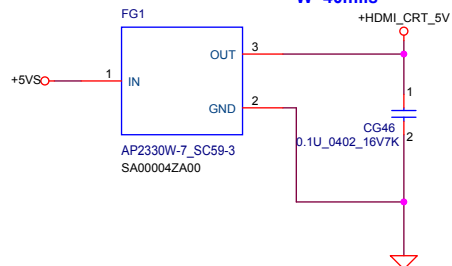 FG1
+HDMI_CRT_5V
OUT
3
+5VS
1
IN
GND
2
1
CG46
0.1U_0402_16V7K
2
AP2330W-7_SC59-3
SA00004ZA00